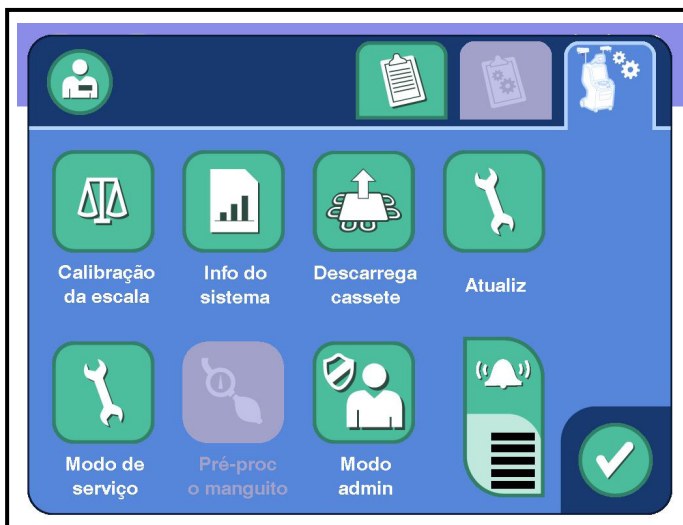 Calibração
da escala
Info do
sistema
Descarrega
cassete
Atualiz
Modo de
serviço
Pré-proc
o manguito
Modo
admin